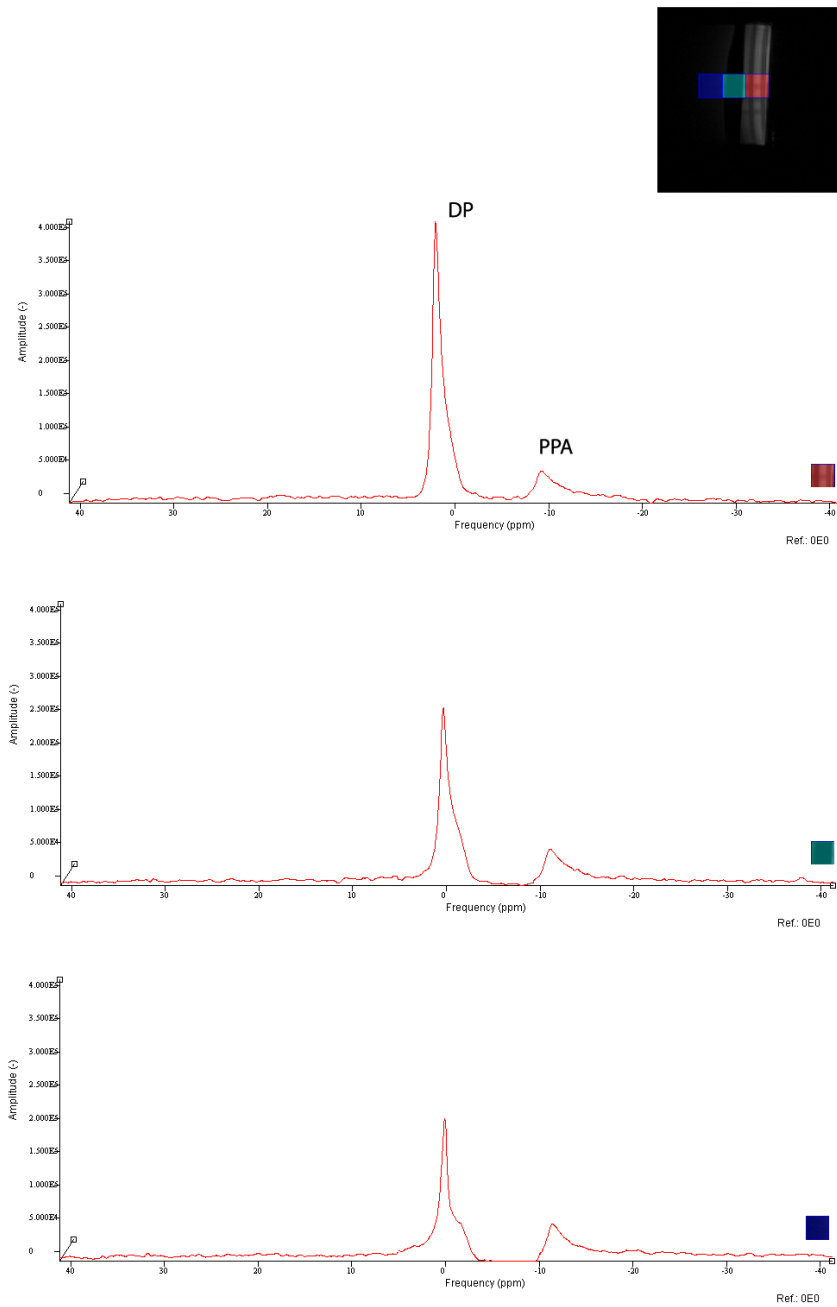 DP
4.000E5
3.500E5
3.000E5
2.500E5
2.000E5
1.500E5
1.000E5
5.000E4
0
Amplitude (-)
PPA
40 30 20 10 0 -10 -20 -30 -40
Frequency (ppm)
Ref.: 0E0
4.000E5
3.500E5
3.000E5
2.500E5
2.000E5
1.500E5
1.000E5
5.000E4
0
Amplitude (-)
40 30 20 10 0 -10 -20 -30 -40
Frequency (ppm)
Ref.: 0E0
4.000E5
3.500E5
3.000E5
2.500E5
2.000E5
1.500E5
1.000E5
5.000E4
0
Amplitude (-)
40 30 20 10 0 -10 -20 -30 -40
Frequency (ppm)
Ref.: 0E0